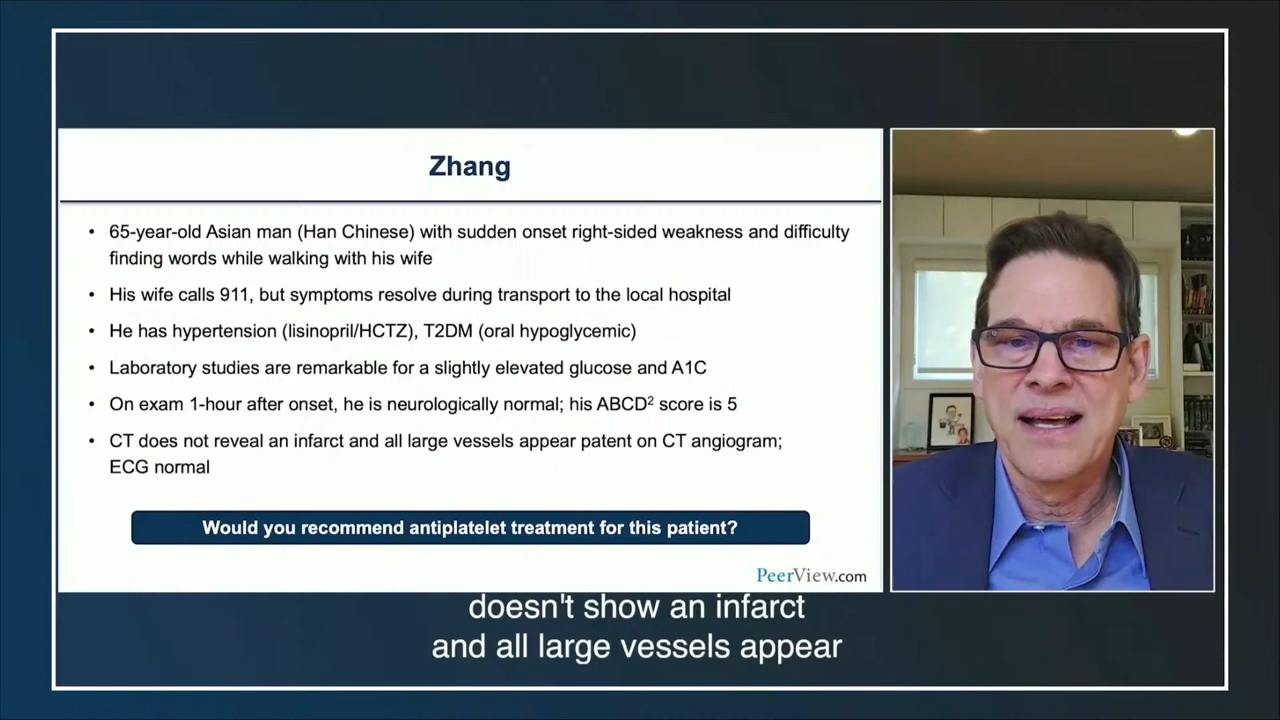 Zhang
• 65-year-old Asian man (Han Chinese) with sudden onset right-sided weakness and difficulty
finding words while walking with his wife
• His wife calls 911, but symptoms resolve during transport to the local hospital
• He has hypertension (lisinopril/HCTZ), T2DM (oral hypoglycemic)
• Laboratory studies are remarkable for a slightly elevated glucose and A1C
• On exam 1-hour after onset, he is neurologically normal; his ABCD² score is 5
• CT does not reveal an infarct and all large vessels appear patent on CT angiogram;
ECG normal
Would you recommend antiplatelet treatment for this patient?
PeerView.com
doesn't show an infarct
and all large vessels appear